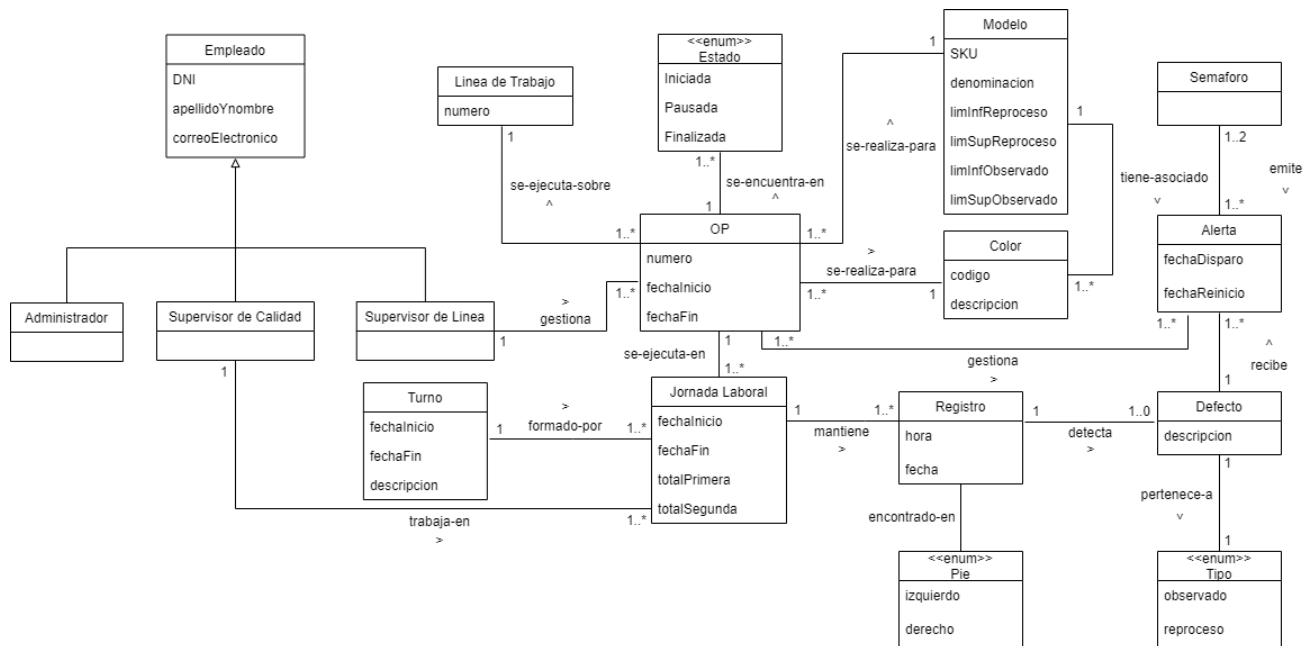 Empleado
DNI
apellidoYnombre
correoElectronico
Linea de Trabajo
numero
1
se-ejecuta-sobre
^
1..*
<<enum>>
Estado
Iniciada
Pausada
Finalizada
1..*
se-encuentra-en
^
1
Modelo
SKU
denominacion
limInfReproceso
limSupReproceso
limInfObservado
limSupObservado
1
^
se-realiza-para
1..*
1
tiene-asociado
v
1..*
Semaforo
1..2
emite
v
1..*
OP
numero
fechaInicio
fechaFin
>
se-realiza-para
1..*
1
Color
codigo
descripcion
Alerta
fechaDisparo
fechaReinicio
Administrador
Supervisor de Calidad
Supervisor de Linea
1
>
gestiona
1..*
1..*
1..*
gestiona
>
1..*
^
recibe
1
se-ejecuta-en
1
1..*
Turno
fechaInicio
fechaFin
descripcion
>
formado-por
1
1..*
Jornada Laboral
fechaInicio
fechaFin
totalPrimera
totalSegunda
1
trabaja-en
>
1..*
1
1..*
mantiene
>
Registro
hora
fecha
1
1..0
detecta
>
Defecto
descripcion
encontrado-en
1
pertenece-a
v
1
<<enum>>
Pie
izquierdo
derecho
<<enum>>
Tipo
observado
reproceso